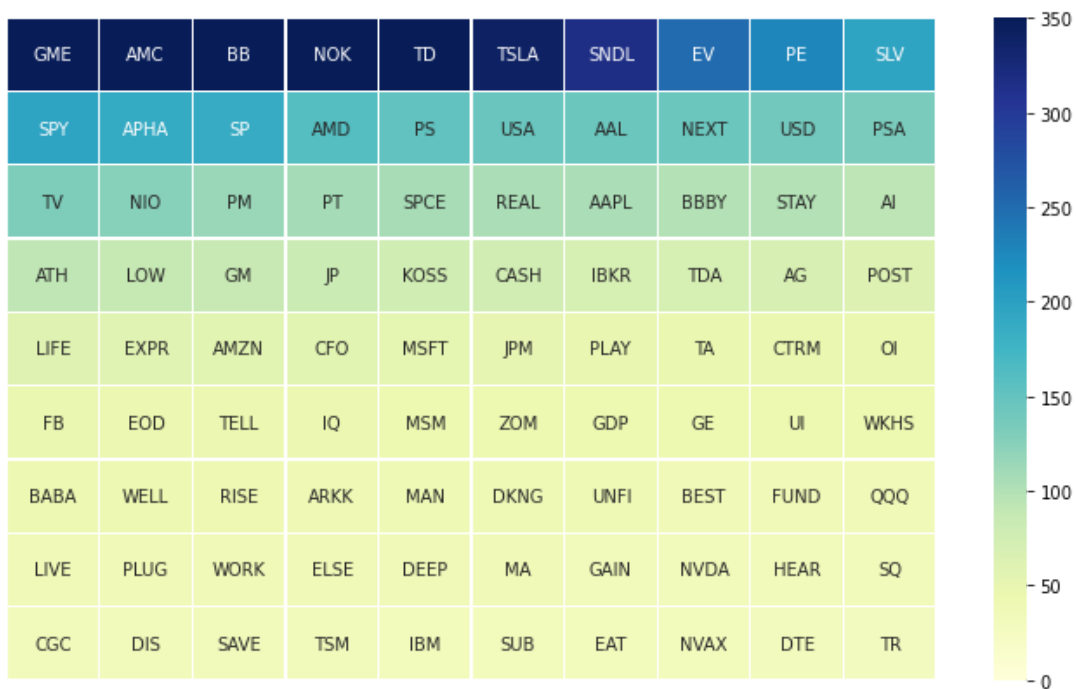 GME AMC BB NOK TD TSLA SNDL EV PE SLV
SPY APHA SP AMD PS USA AAL NEXT USD PSA
TV NIO PM PT SPCE REAL AAPL BBBY STAY AI
ATH LOW GM JP KOSS CASH IBKR TDA AG POST
LIFE EXPR AMZN CFO MSFT JPM PLAY TA CTRM OI
FB EOD TELL IQ MSM ZOM GDP GE UI WKHS
BABA WELL RISE ARKK MAN DKNG UNFI BEST FUND QQQ
LIVE PLUG WORK ELSE DEEP MA GAIN NVDA HEAR SQ
CGC DIS SAVE TSM IBM SUB EAT NVAX DTE TR
350
300
250
200
150
100
50
0